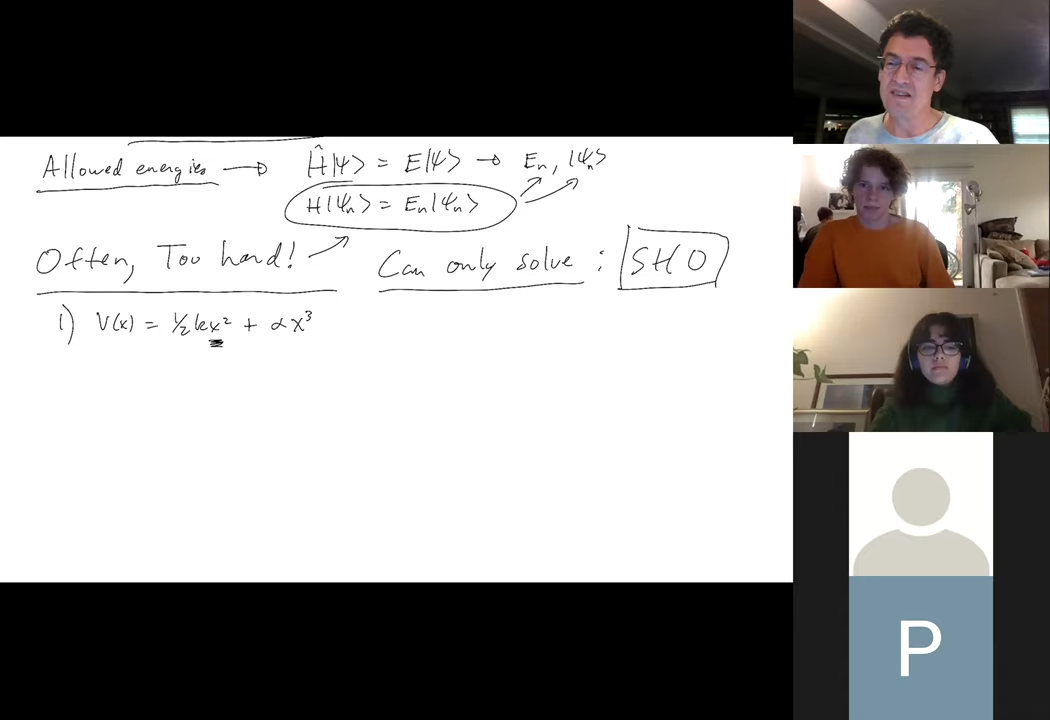 Allowed energies → Ĥ|ψ> = E|ψ> → Eₙ, |ψₙ>
H|ψₙ> = Eₙ|ψₙ>
Often, Too hard! Can only solve : SHO
1) V(x) = ½kx² + αx³
P